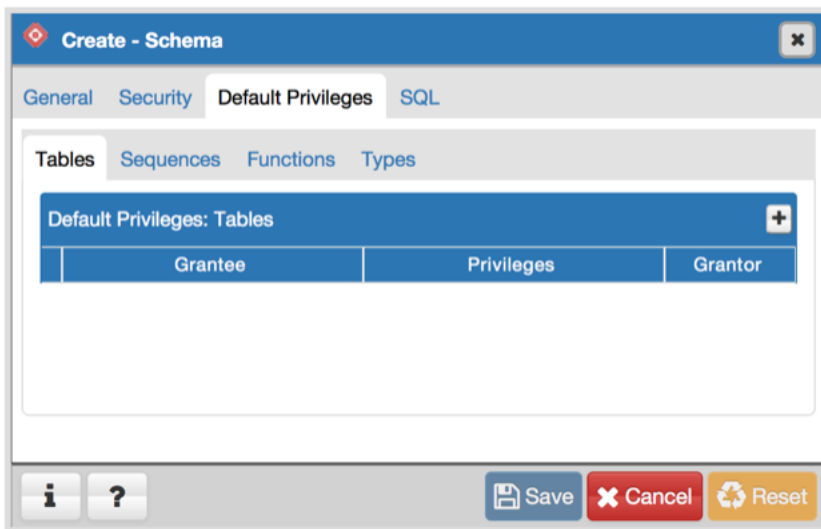 Create - Schema
General Security Default Privileges SQL
Tables Sequences Functions Types
Default Privileges: Tables
Grantee Privileges Grantor
i ? Save Cancel Reset